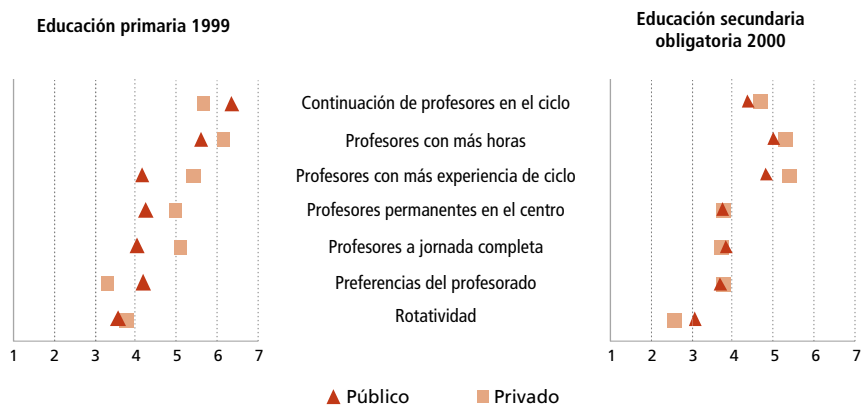 Educación primaria 1999
Educación secundaria
obligatoria 2000
Continuación de profesores en el ciclo
Profesores con más horas
Profesores con más experiencia de ciclo
Profesores permanentes en el centro
Profesores a jornada completa
Preferencias del profesorado
Rotatividad
1 2 3 4 5 6 7
1 2 3 4 5 6 7
Público Privado